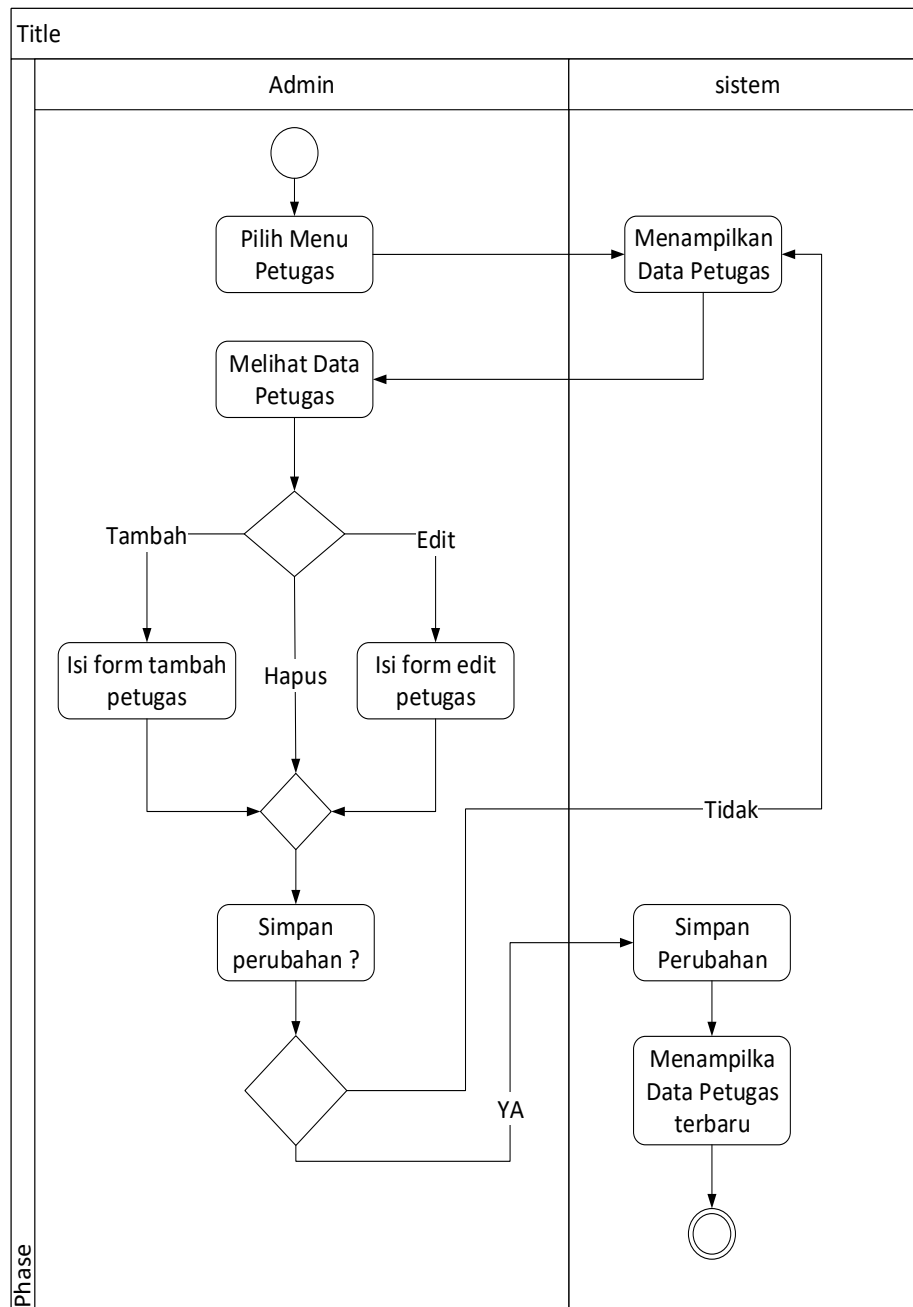 Title
Admin
sistem
Pilih Menu
Petugas
Menampilkan
Data Petugas
Melihat Data
Petugas
Tambah
Edit
Isi form tambah
petugas
Hapus
Isi form edit
petugas
Tidak
Simpan
perubahan ?
Simpan
Perubahan
YA
Menampilka
Data Petugas
terbaru
Phase